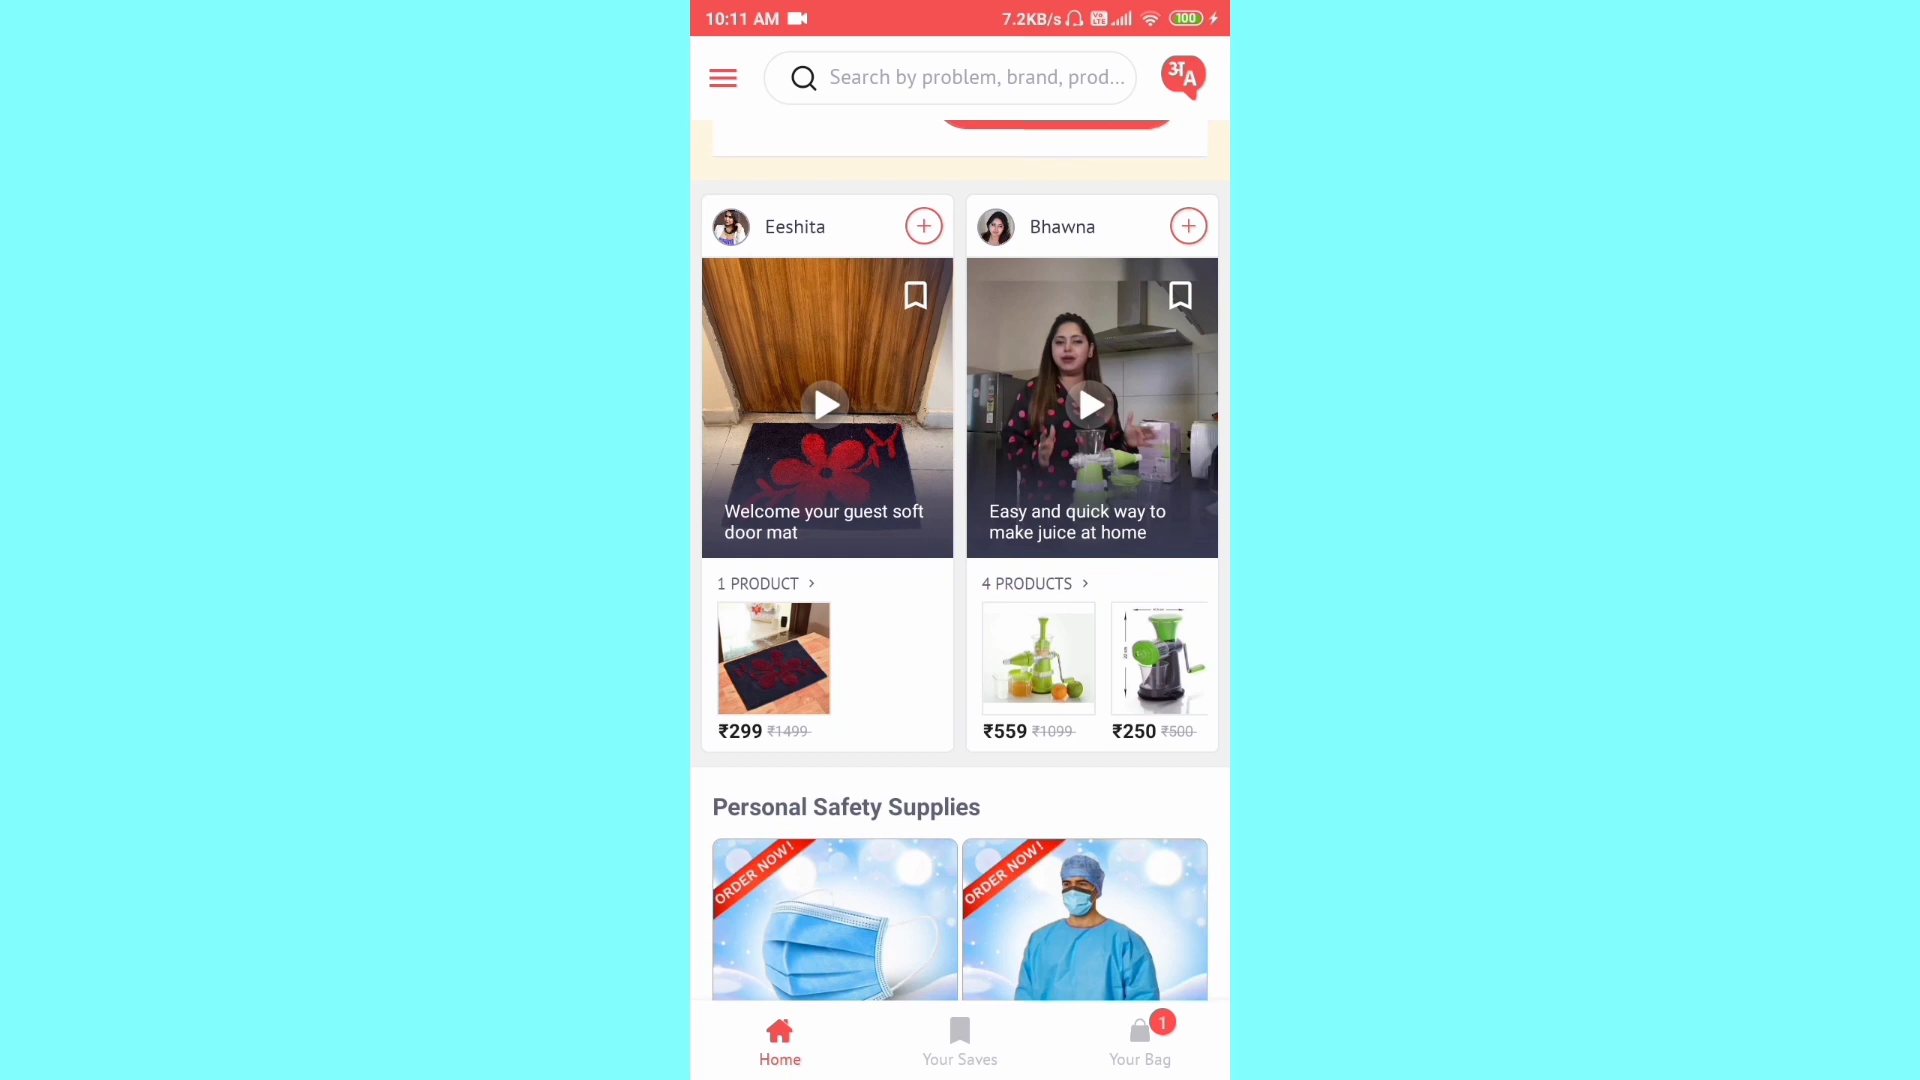 10:11 AM
7.2KB/s
Vo
LTE
100
Search by problem, brand, prod...
अ
A
Eeshita
Bhawna
Welcome your guest soft
door mat
Easy and quick way to
make juice at home
1 PRODUCT >
4 PRODUCTS >
₹299 ₹1499
₹559 ₹1099
₹250 ₹500
Personal Safety Supplies
ORDER NOW!
ORDER NOW!
Home
Your Saves
1
Your Bag